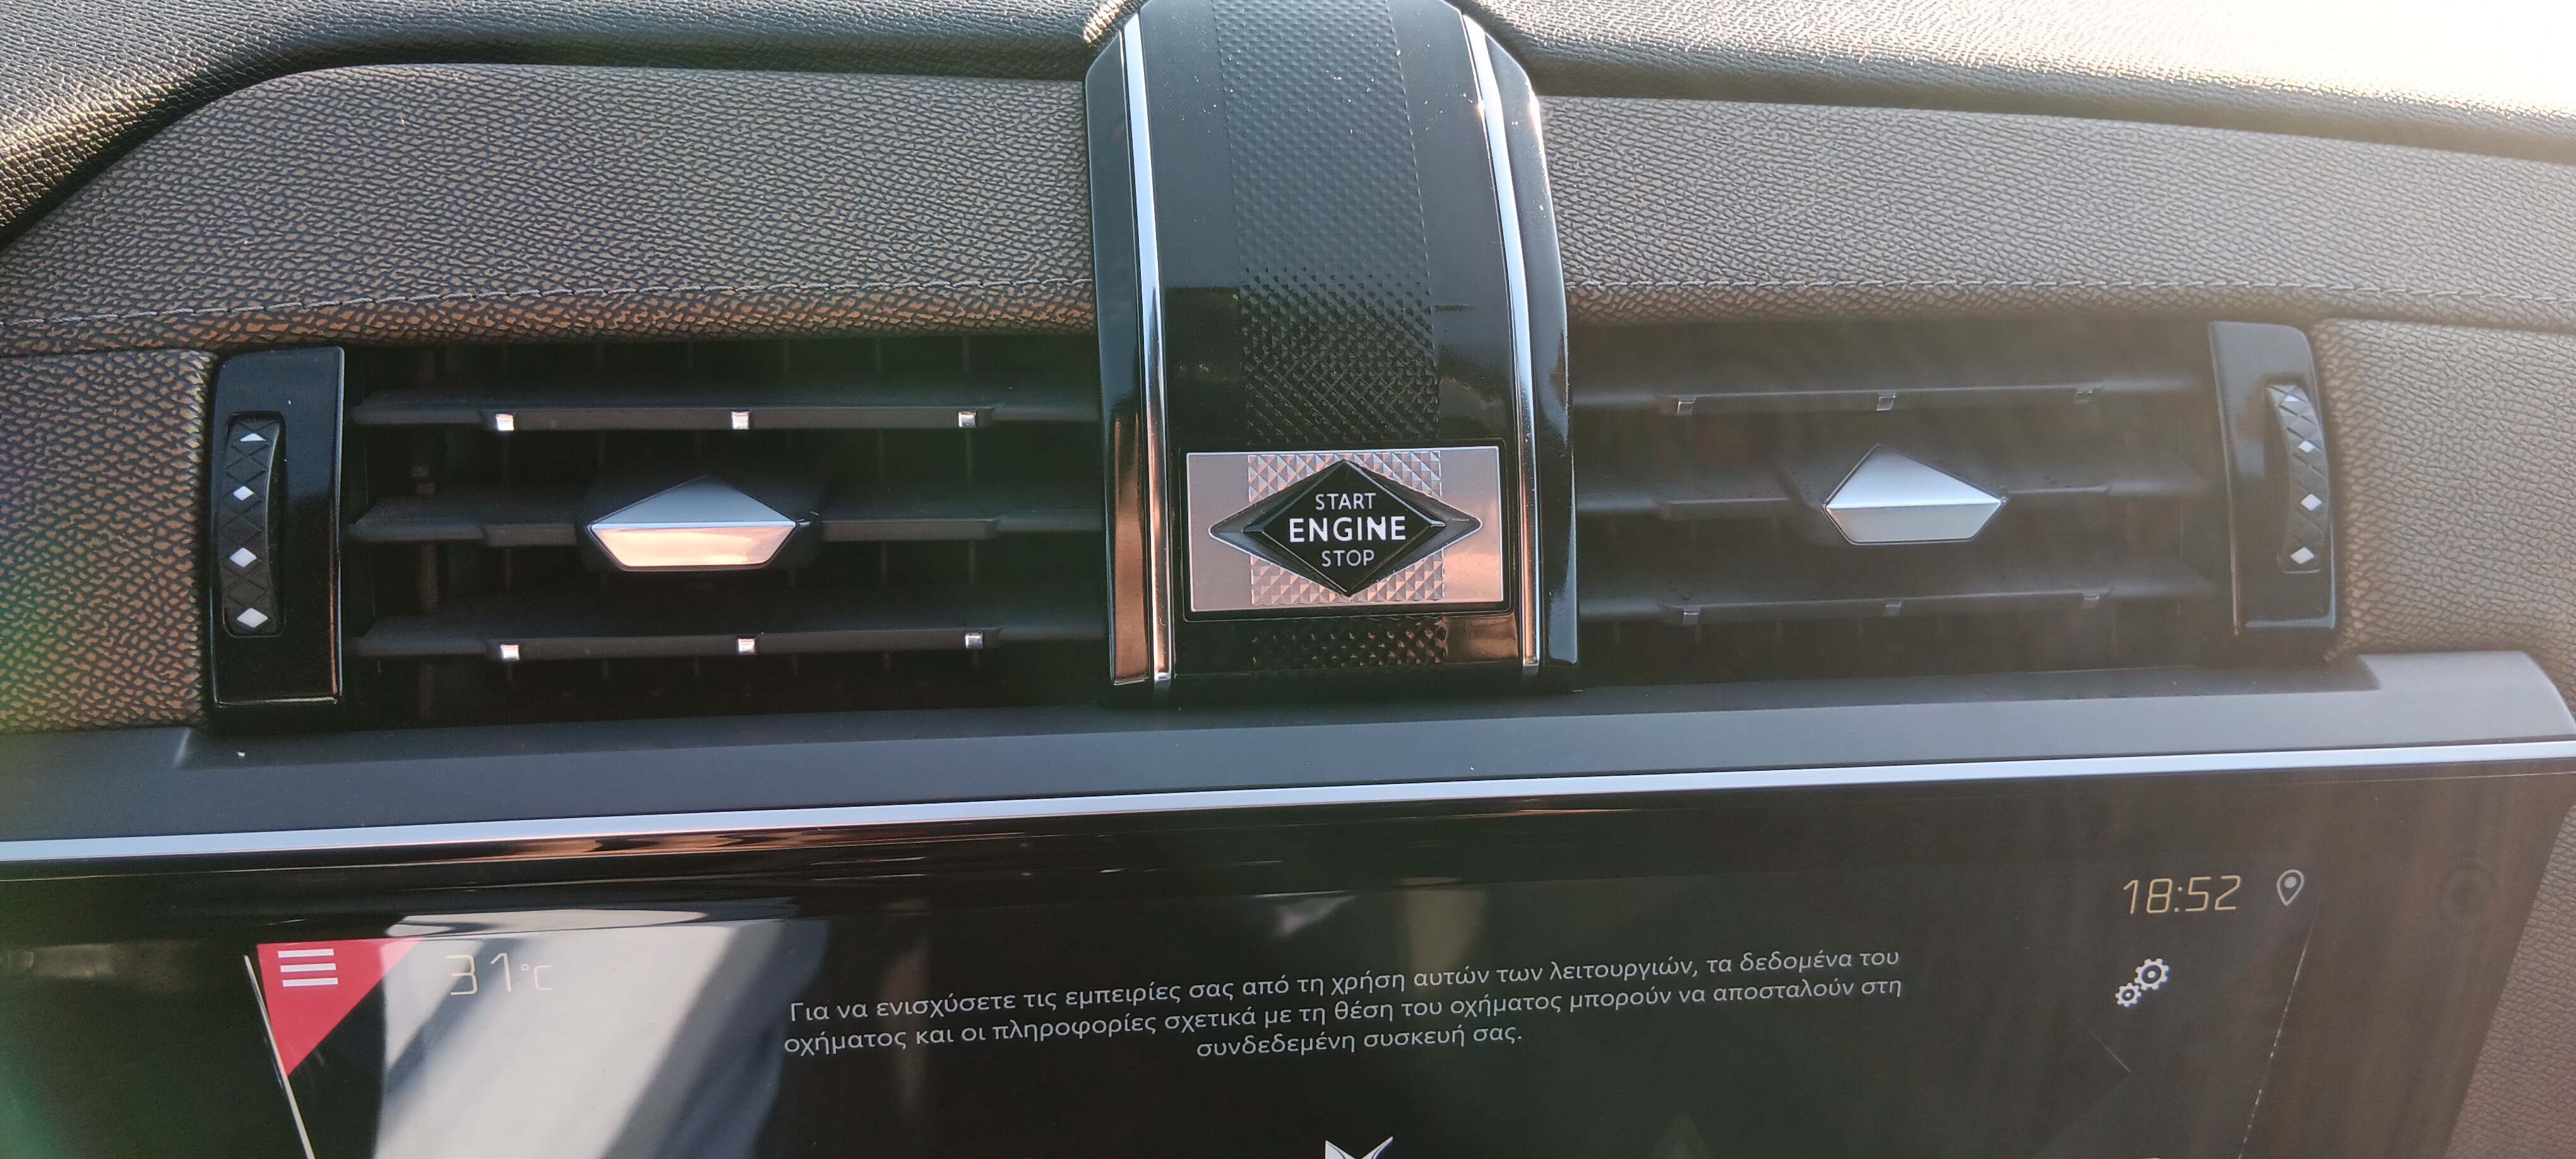 START
ENGINE
STOP
18:52
31°C
Για να ενισχύσετε τις εμπειρίες σας από τη χρήση αυτών των λειτουργιών, τα δεδομένα του
οχήματος και οι πληροφορίες σχετικά με τη θέση του οχήματος μπορούν να αποσταλούν στη
συνδεδεμένη συσκευή σας.